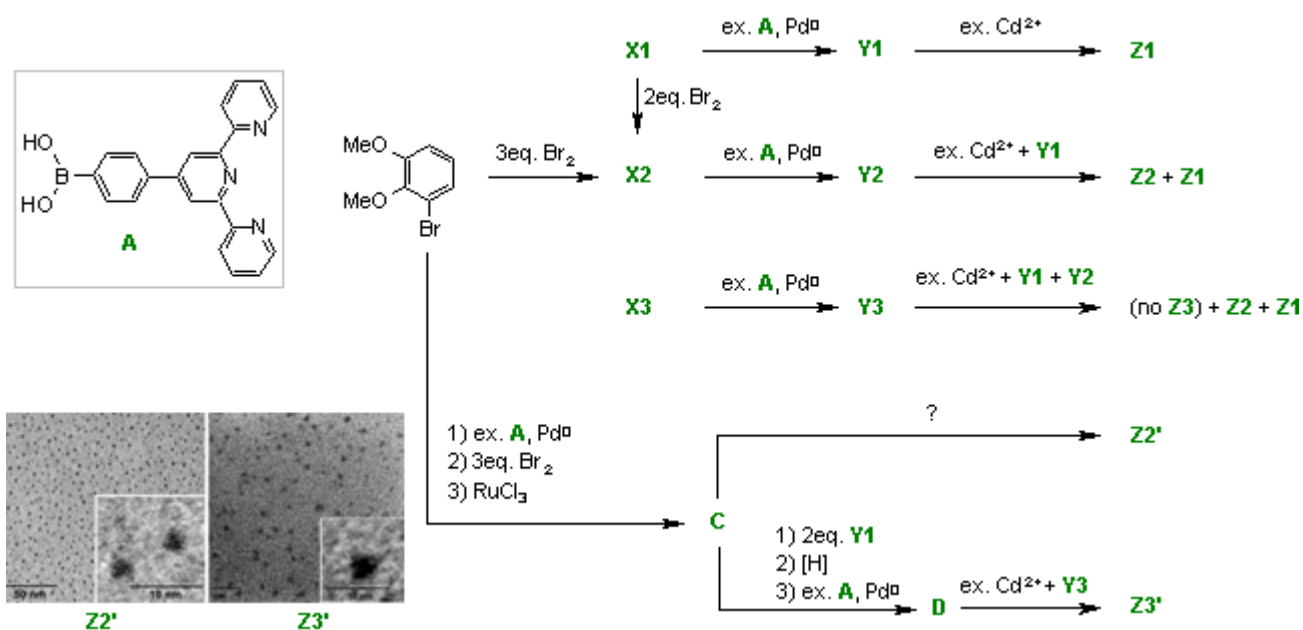 ex. A, Pd⁰
ex. Cd²⁺
X1
Y1
Z1
2eq. Br₂
HO
B
HO
N
N
N
A
MeO
MeO
Br
3eq. Br₂
X2
ex. A, Pd⁰
Y2
ex. Cd²⁺ + Y1
Z2 + Z1
X3
ex. A, Pd⁰
Y3
ex. Cd²⁺ + Y1 + Y2
(no Z3) + Z2 + Z1
?
Z2'
1) ex. A, Pd⁰
2) 3eq. Br₂
3) RuCl₃
C
1) 2eq. Y1
2) [H]
3) ex. A, Pd⁰
D
ex. Cd²⁺ + Y3
Z3'
50 nm
10 nm
Z2'
Z3'